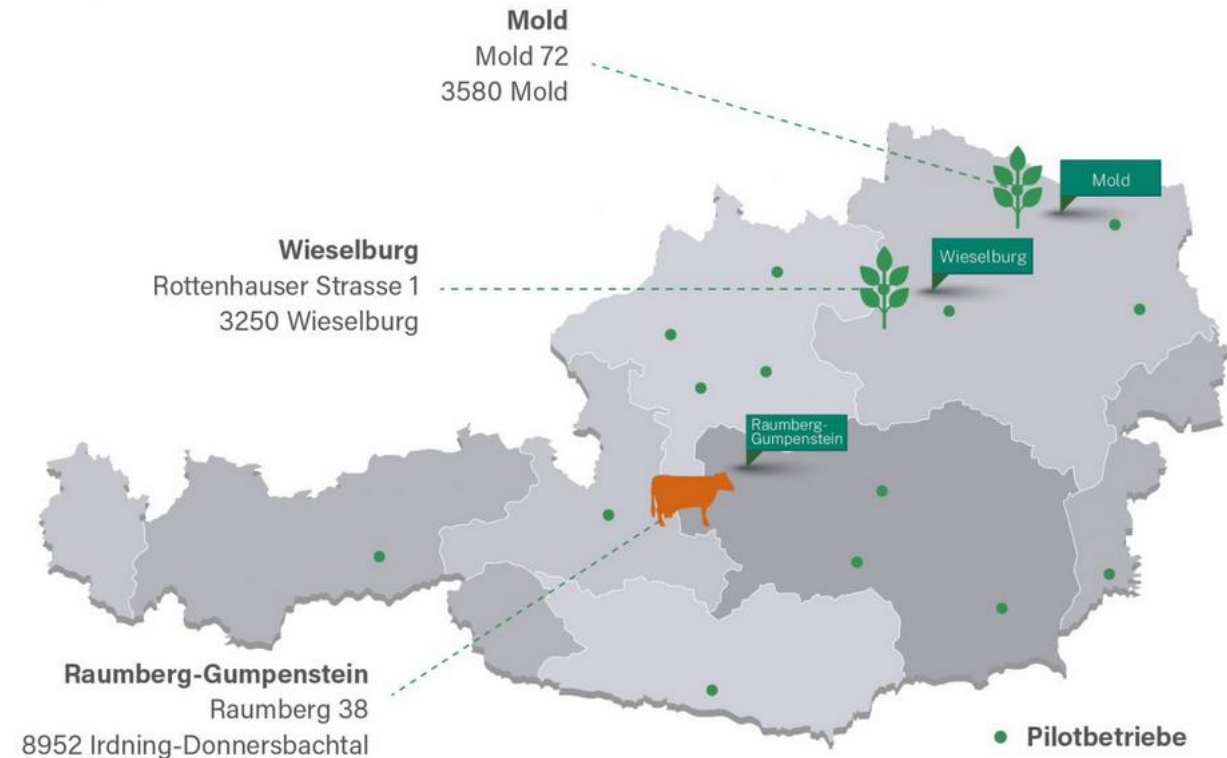 Mold
Mold 72
3580 Mold
Mold
Wieselburg
Rottenhauser Strasse 1
3250 Wieselburg
Wieselburg
Raumberg-
Gumpenstein
Raumberg-Gumpenstein
Raumberg 38
8952 Irdning-Donnersbachtal
Pilotbetriebe